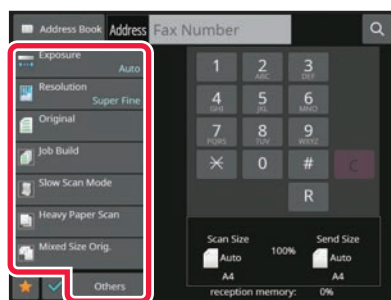 Address Book Address Fax Number
Exposure
Auto
Resolution
Super Fine
Original
Job Build
Slow Scan Mode
Heavy Paper Scan
Mixed Size Orig.
Others
1 2 3
ABC DEF
4 5 6
GHI JKL MNO
7 8 9
PQRS TUV WXYZ
0 # C
R
Scan Size Send Size
Auto 100% Auto
A4 A4
reception memory: 0%